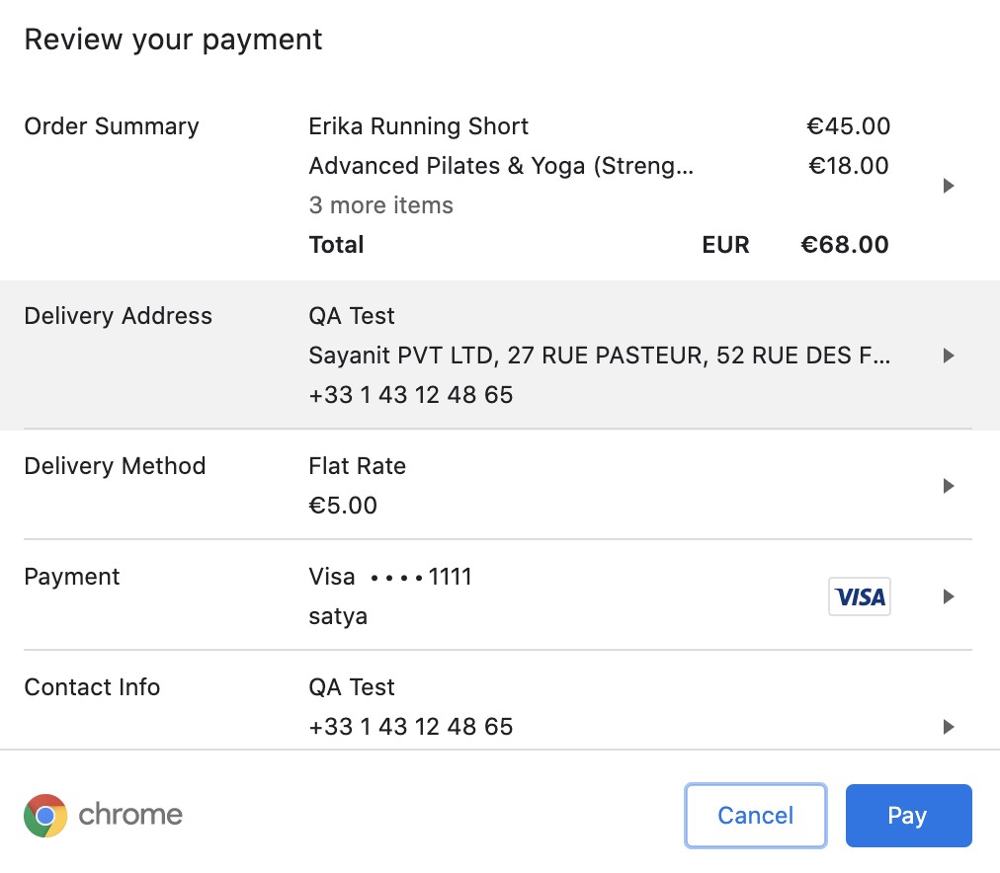 Review your payment
Order Summary Erika Running Short €45.00
Advanced Pilates & Yoga (Streng... €18.00
3 more items
Total EUR €68.00
Delivery Address QA Test
Sayanit PVT LTD, 27 RUE PASTEUR, 52 RUE DES F...
+33 1 43 12 48 65
Delivery Method Flat Rate
€5.00
Payment Visa ••••1111
VISA
satya
Contact Info QA Test
+33 1 43 12 48 65
chrome Cancel Pay